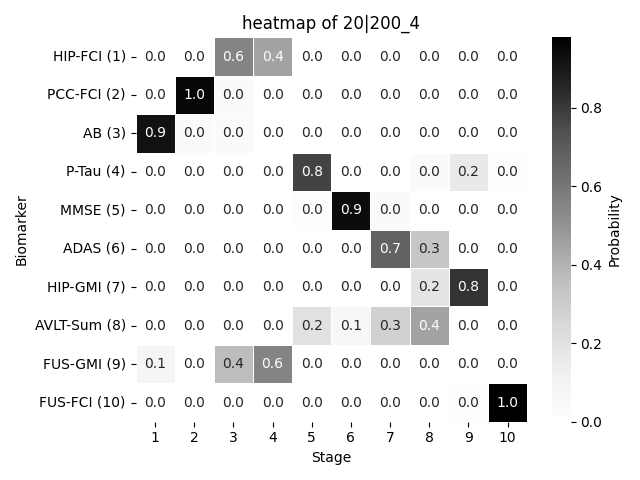 heatmap of 20|200_4
HIP-FCI (1) 0.0 0.0 0.6 0.4 0.0 0.0 0.0 0.0 0.0 0.0
PCC-FCI (2) 0.0 1.0 0.0 0.0 0.0 0.0 0.0 0.0 0.0 0.0
AB (3) 0.9 0.0 0.0 0.0 0.0 0.0 0.0 0.0 0.0 0.0
P-Tau (4) 0.0 0.0 0.0 0.0 0.8 0.0 0.0 0.0 0.2 0.0
MMSE (5) 0.0 0.0 0.0 0.0 0.0 0.9 0.0 0.0 0.0 0.0
ADAS (6) 0.0 0.0 0.0 0.0 0.0 0.0 0.7 0.3 0.0 0.0
HIP-GMI (7) 0.0 0.0 0.0 0.0 0.0 0.0 0.0 0.2 0.8 0.0
AVLT-Sum (8) 0.0 0.0 0.0 0.0 0.2 0.1 0.3 0.4 0.0 0.0
FUS-GMI (9) 0.1 0.0 0.4 0.6 0.0 0.0 0.0 0.0 0.0 0.0
FUS-FCI (10) 0.0 0.0 0.0 0.0 0.0 0.0 0.0 0.0 0.0 1.0
1 2 3 4 5 6 7 8 9 10
Stage
Biomarker
0.8
0.6
0.4
0.2
0.0
Probability